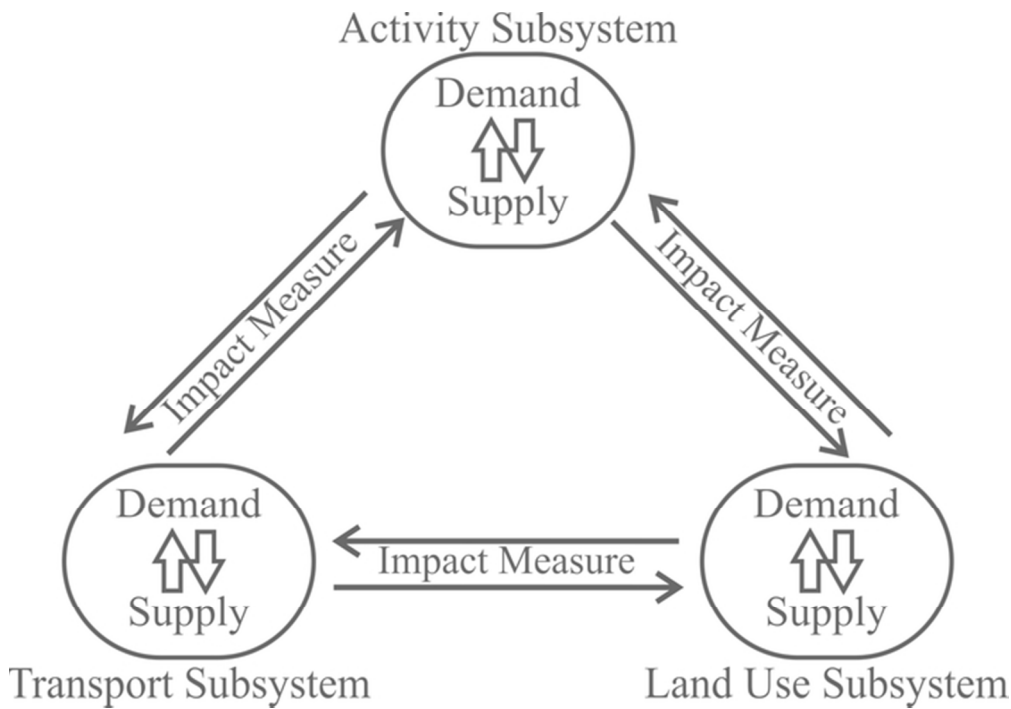 Activity Subsystem
Demand
Supply
Impact Measure
Impact Measure
Demand
Supply
Impact Measure
Demand
Supply
Transport Subsystem
Land Use Subsystem